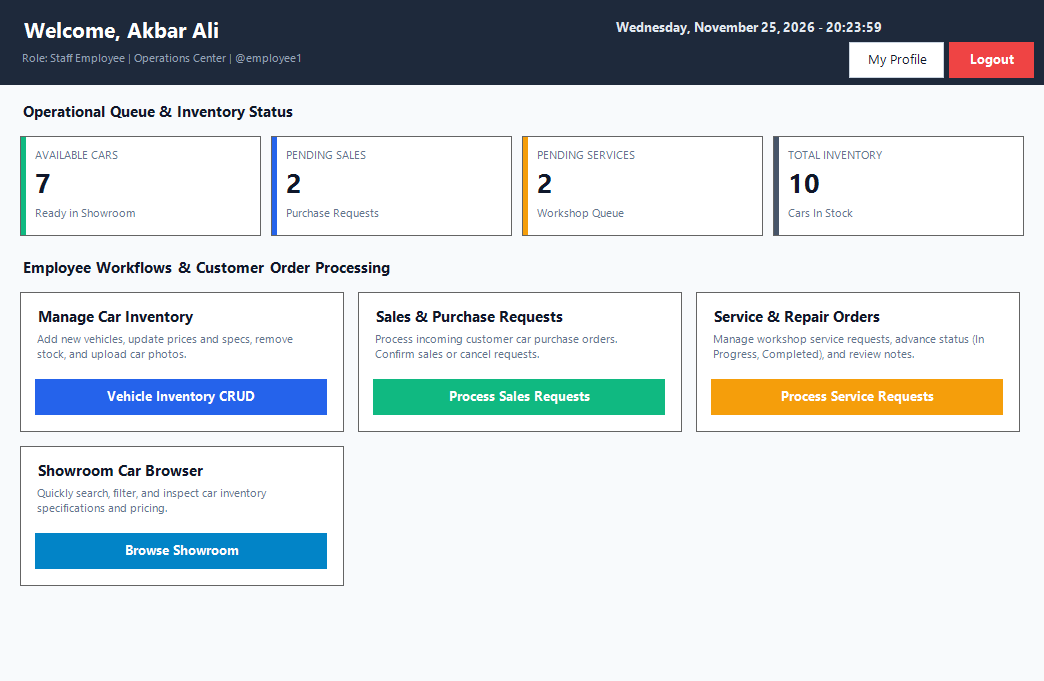 Welcome, Akbar Ali
Wednesday, November 25, 2026 - 20:23:59
Role: Staff Employee | Operations Center | @employee1
My Profile
Logout
Operational Queue & Inventory Status
AVAILABLE CARS
7
Ready in Showroom
PENDING SALES
2
Purchase Requests
PENDING SERVICES
2
Workshop Queue
TOTAL INVENTORY
10
Cars In Stock
Employee Workflows & Customer Order Processing
Manage Car Inventory
Add new vehicles, update prices and specs, remove
stock, and upload car photos.
Vehicle Inventory CRUD
Sales & Purchase Requests
Process incoming customer car purchase orders.
Confirm sales or cancel requests.
Process Sales Requests
Service & Repair Orders
Manage workshop service requests, advance status (In
Progress, Completed), and review notes.
Process Service Requests
Showroom Car Browser
Quickly search, filter, and inspect car inventory
specifications and pricing.
Browse Showroom